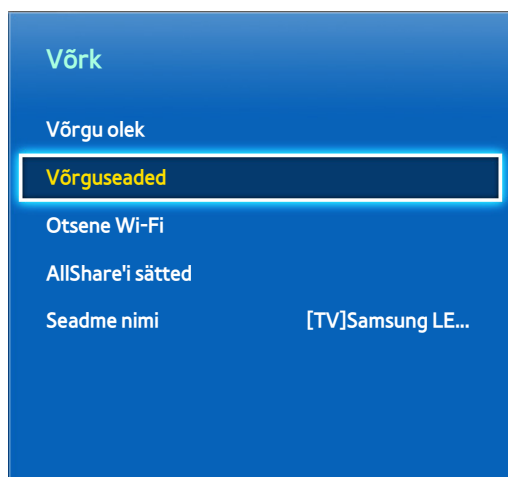 Võrk
Võrgu olek
Võrguseaded
Otsene Wi-Fi
AllShare'i sätted
Seadme nimi [TV]Samsung LE...